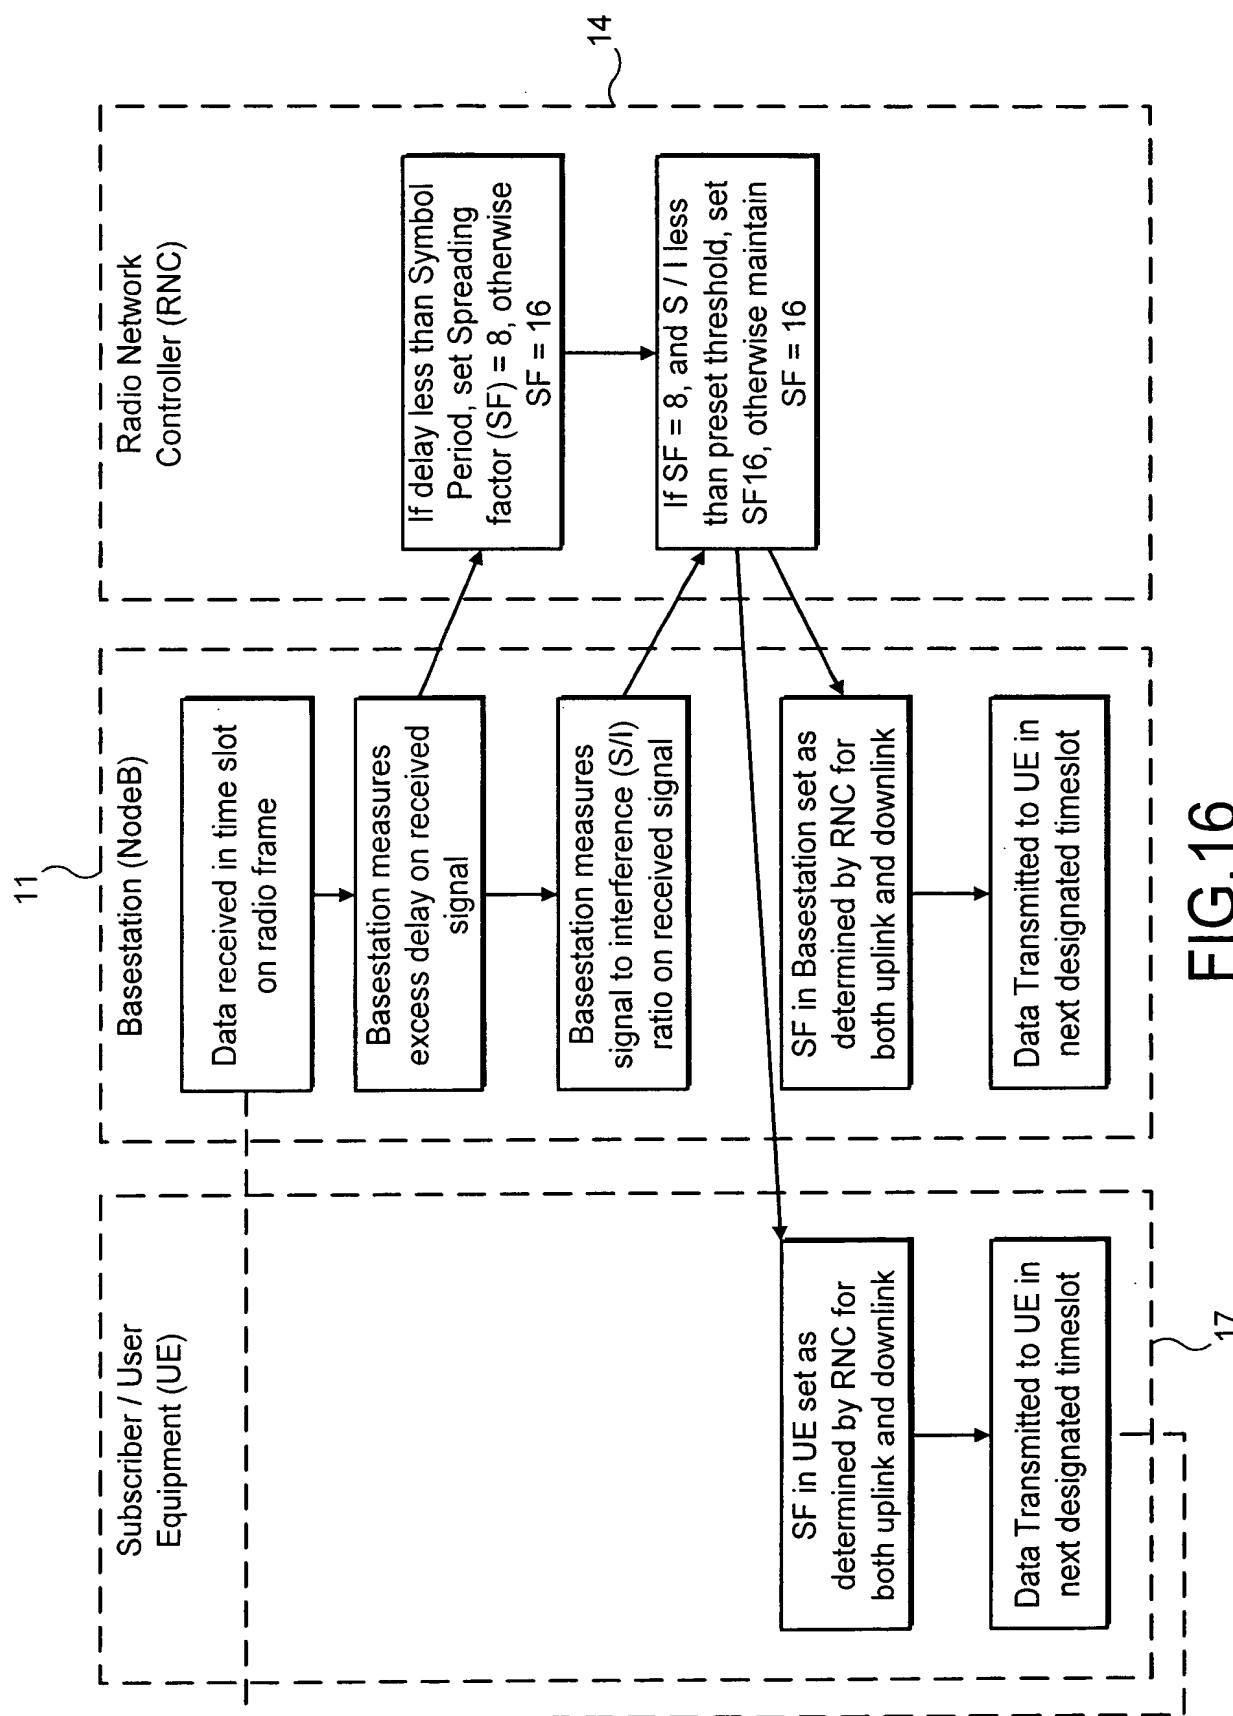 Subscriber / User
Equipment (UE)
SF in UE set as
determined by RNC for
both uplink and downlink
Data Transmitted to UE in
next designated timeslot
17
11
Basestation (NodeB)
Data received in time slot
on radio frame
Basestation measures
excess delay on received
signal
Basestation measures
signal to interference (S/I)
ratio on received signal
SF in Basestation set as
determined by RNC for
both uplink and downlink
Data Transmitted to UE in
next designated timeslot
Radio Network
Controller (RNC)
14
If delay less than Symbol
Period, set Spreading
factor (SF) = 8, otherwise
SF = 16
If SF = 8, and S / I less
than preset threshold, set
SF16, otherwise maintain
SF = 16
FIG.16